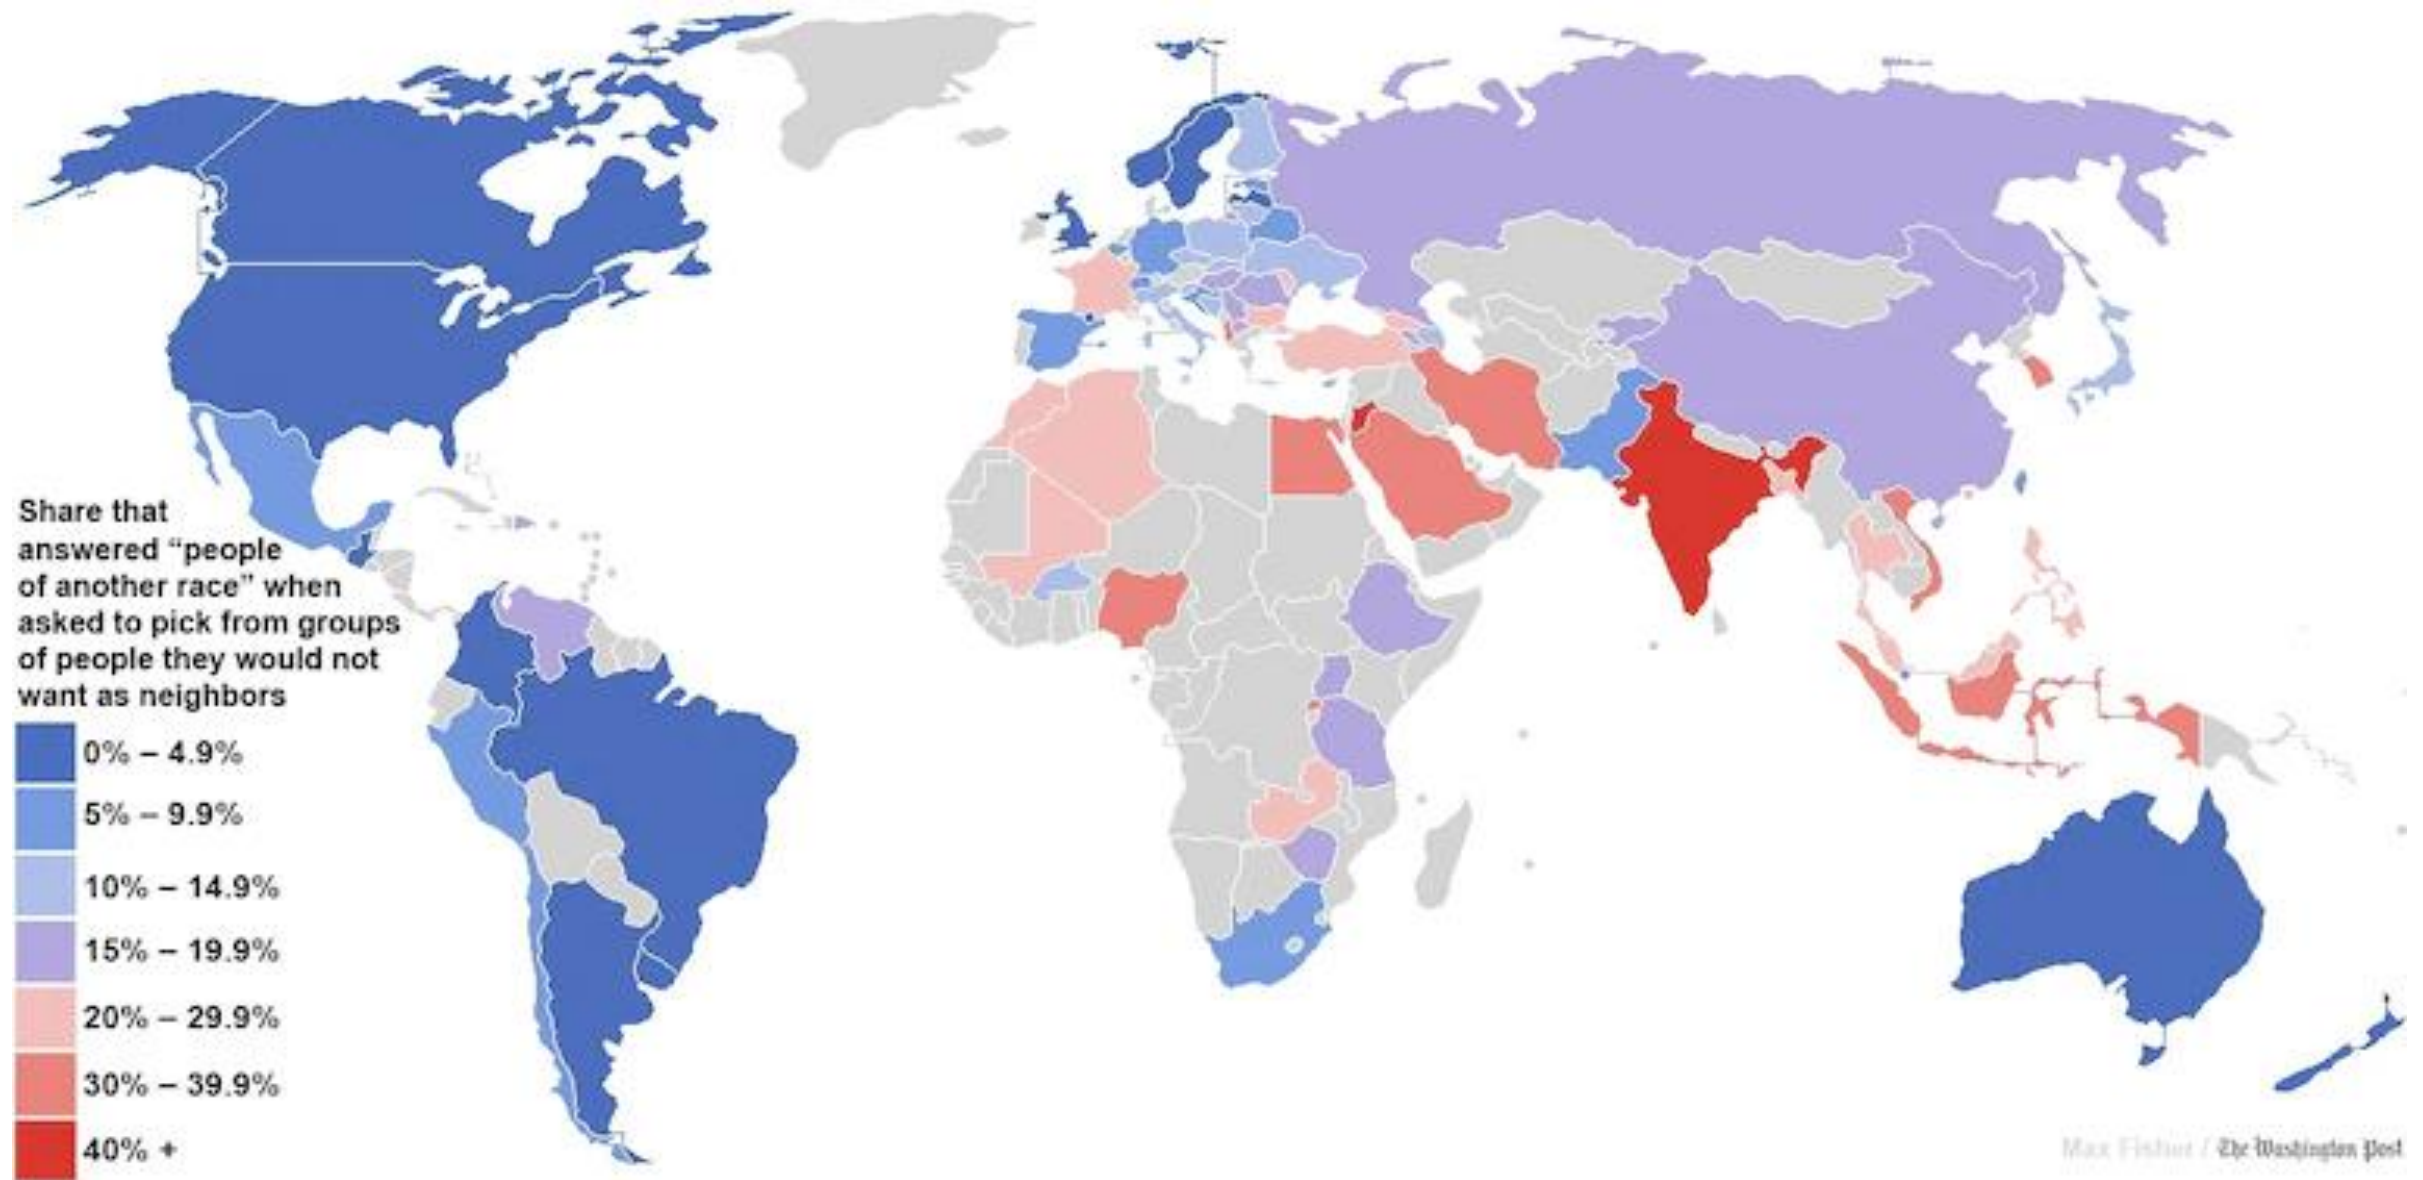 Share that
answered “people
of another race” when
asked to pick from groups
of people they would not
want as neighbors
0% – 4.9%
5% – 9.9%
10% – 14.9%
15% – 19.9%
20% – 29.9%
30% – 39.9%
40% +
Max Fisher / The Washington Post